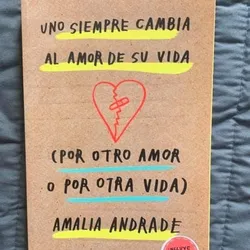 UNO SIEMPRE CAMBIA
AL AMOR DE SU VIDA
(POR OTRO AMOR
O POR OTRA VIDA)
AMALIA ANDRADE